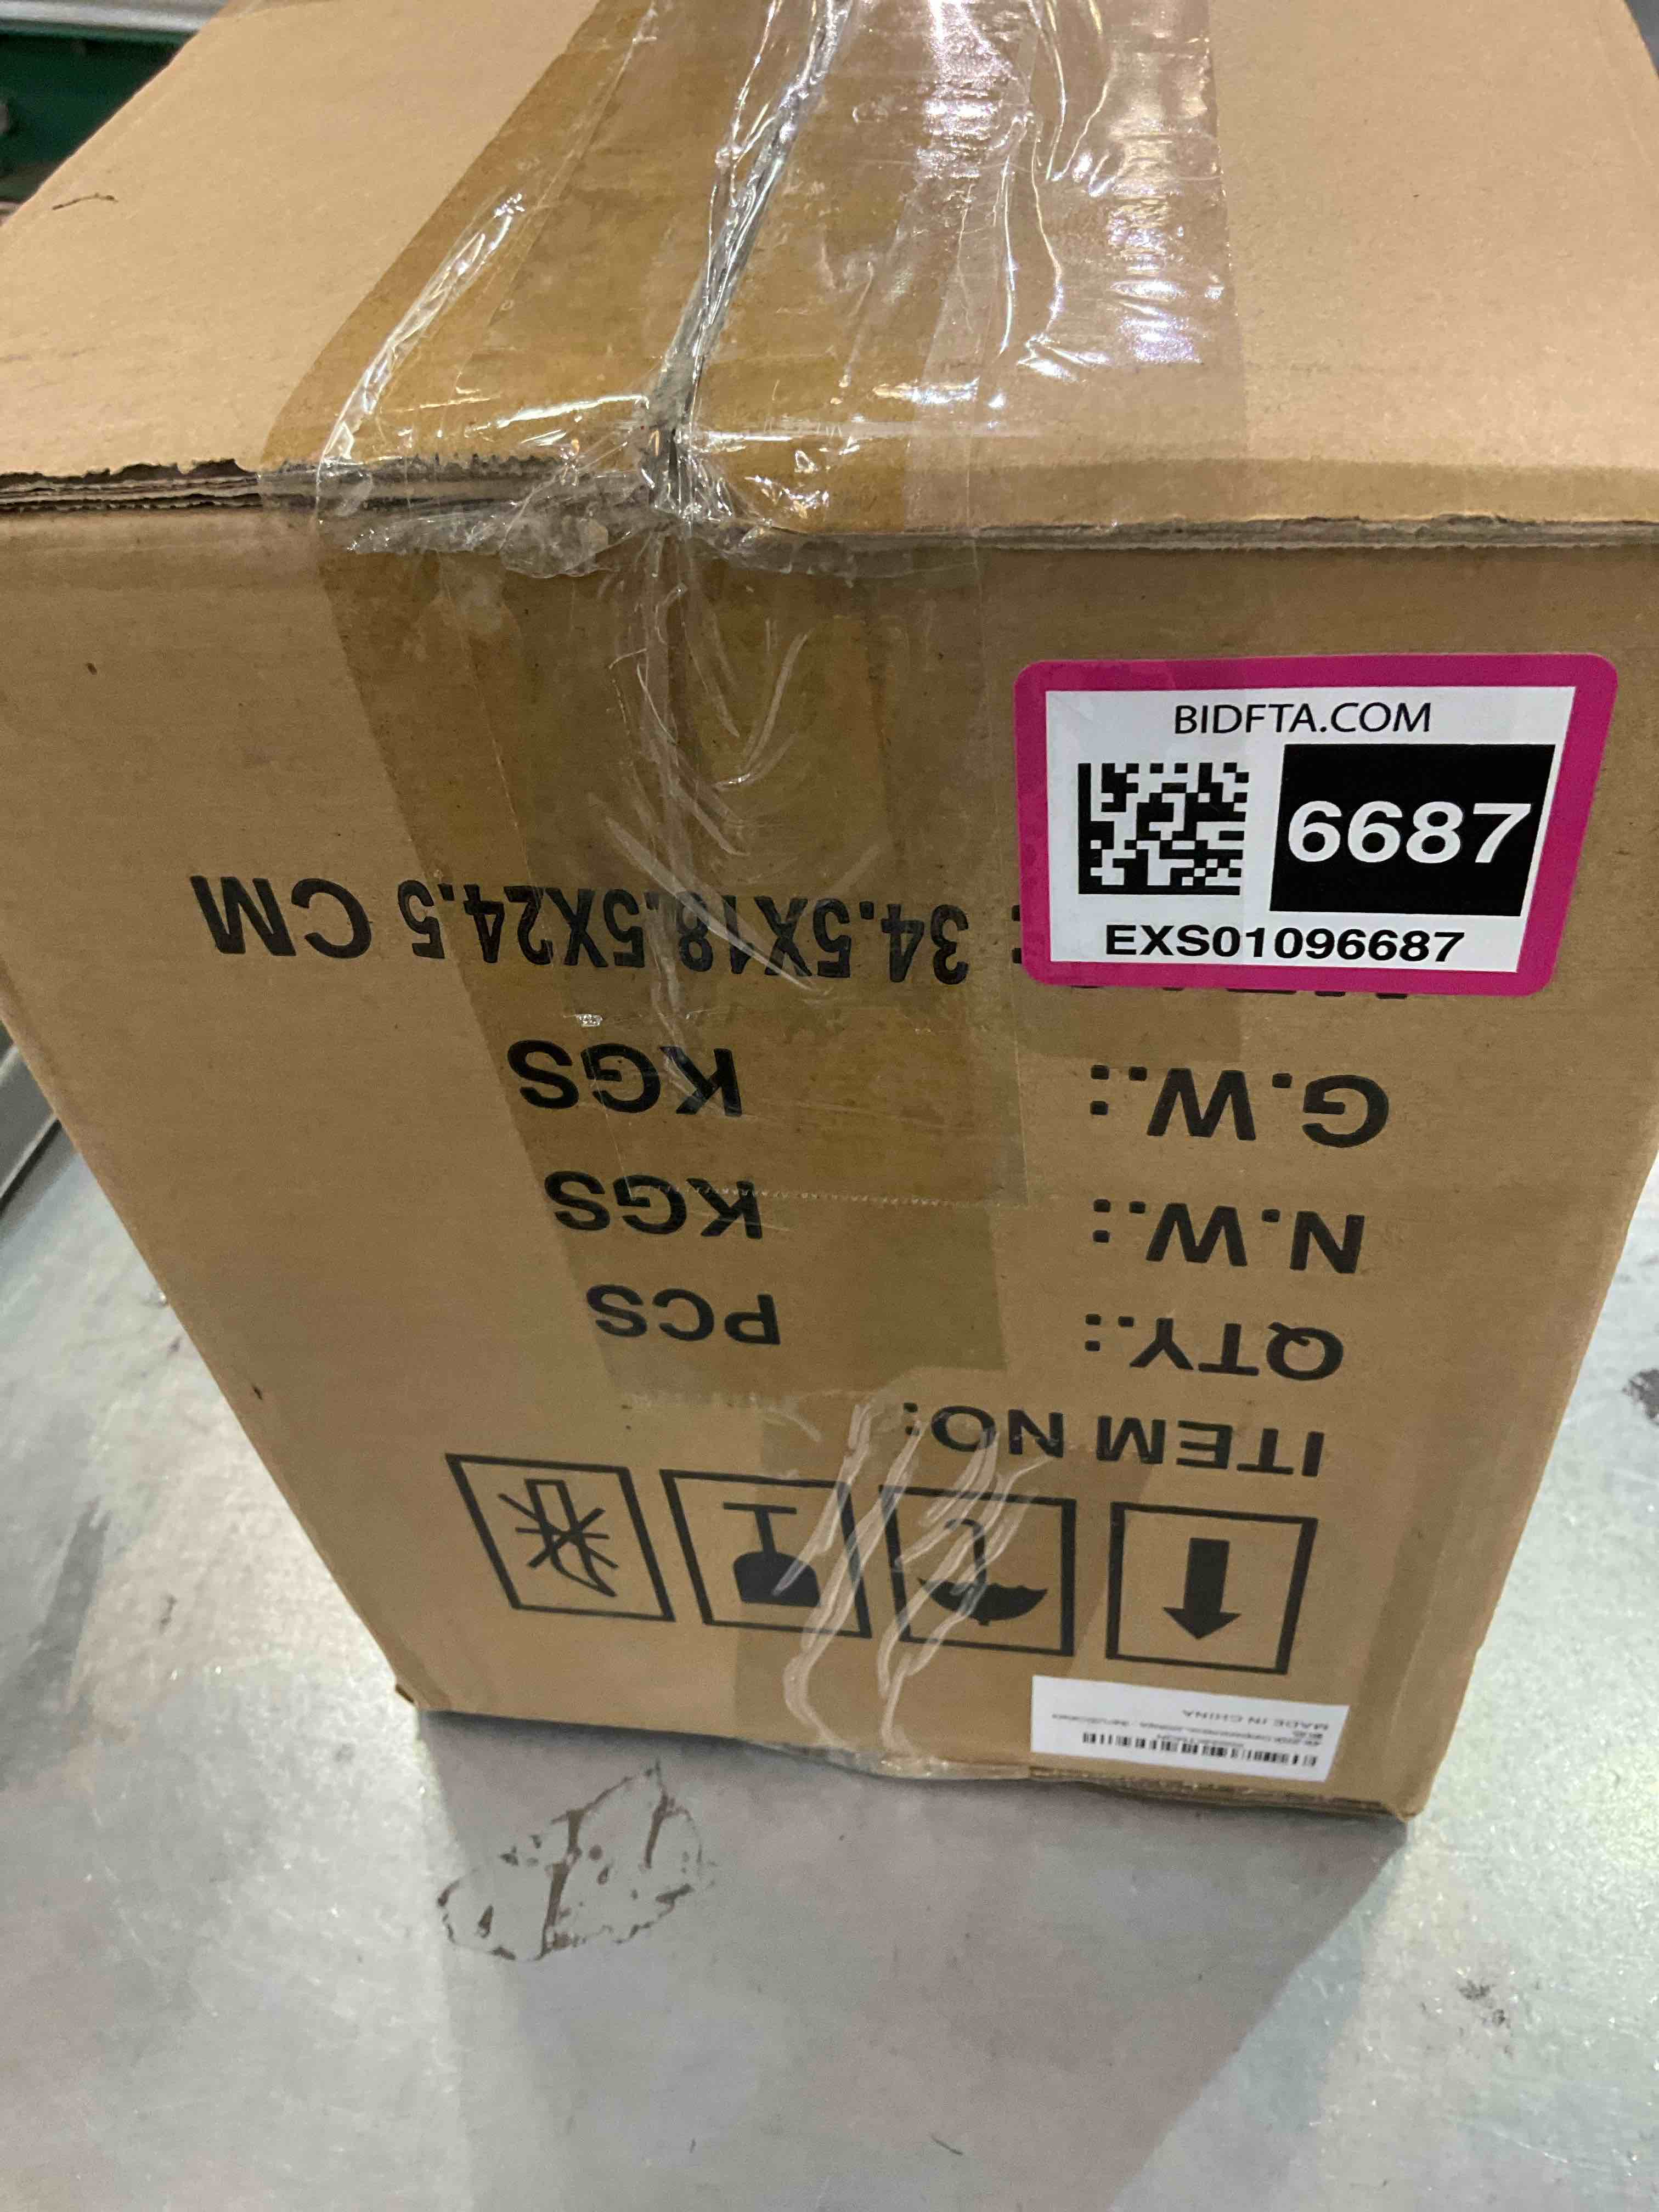 BIDFTA.COM
6687
EXS01096687
ITEM NO:
QTY.: PCS
N.W.: KGS
G.W.: KGS
: 34.5X18.5X24.5 CM
MADE IN CHINA